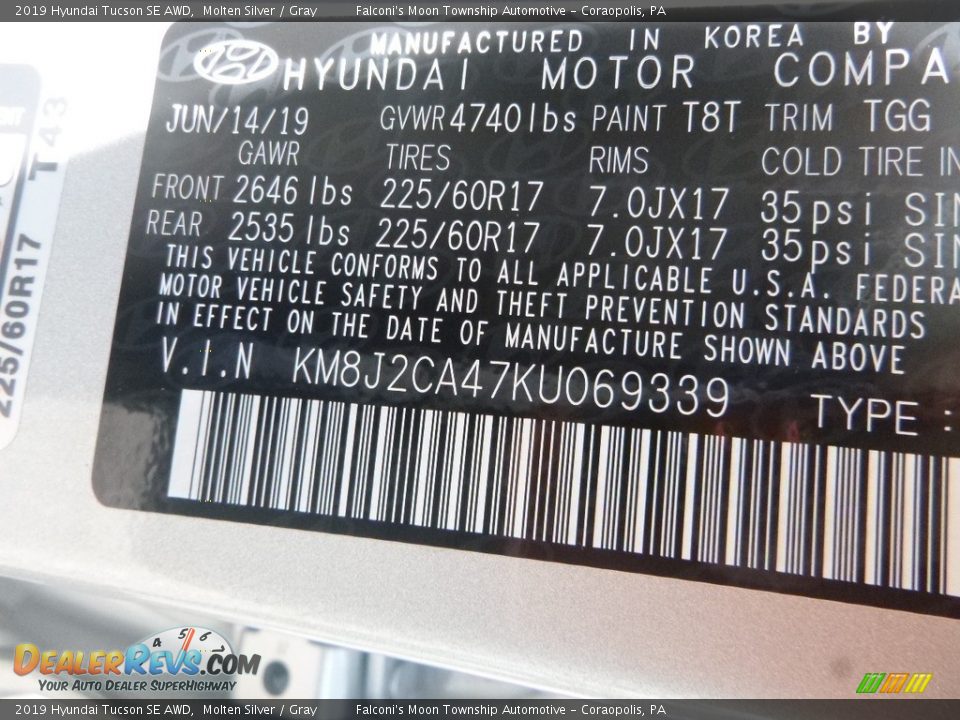 2019 Hyundai Tucson SE AWD,  Molten Silver / Gray     Falconi's Moon Township Automotive - Coraopolis, PA
MANUFACTURED IN KOREA BY
HYUNDAI MOTOR COMPA
JUN/14/19 GVWR 4740lbs PAINT T8T TRIM TGG
GAWR TIRES RIMS COLD TIRE IN
FRONT 2646 lbs 225/60R17 7.0JX17 35psi SIN
REAR 2535 lbs 225/60R17 7.0JX17 35psi SIN
THIS VEHICLE CONFORMS TO ALL APPLICABLE U.S.A. FEDERA
MOTOR VEHICLE SAFETY AND THEFT PREVENTION STANDARDS
IN EFFECT ON THE DATE OF MANUFACTURE SHOWN ABOVE
V.I.N KM8J2CA47KU069339 TYPE :
T43
225/60R17
4 5 6
DEALERREVS.COM
YOUR AUTO DEALER SUPERHIGHWAY
2019 Hyundai Tucson SE AWD,  Molten Silver / Gray     Falconi's Moon Township Automotive - Coraopolis, PA